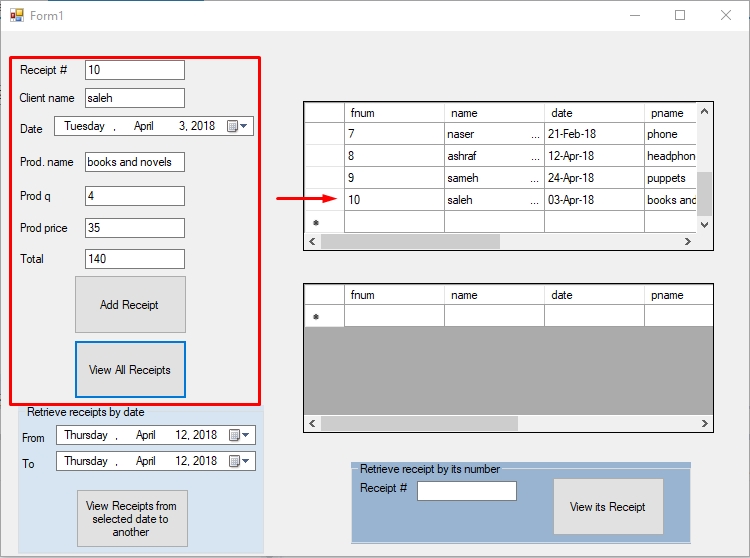 Form1
Receipt # 10
Client name saleh
Date Tuesday , April 3, 2018
Prod. name books and novels
Prod q 4
Prod price 35
Total 140
Add Receipt
View All Receipts
Retrieve receipts by date
From Thursday , April 12, 2018
To Thursday , April 12, 2018
View Receipts from
selected date to
another
fnum name date pname
7 naser ... 21-Feb-18 phone
8 ashraf ... 12-Apr-18 headphon
9 sameh ... 24-Apr-18 puppets
10 saleh ... 03-Apr-18 books and
*
fnum name date pname
*
Retrieve receipt by its number
Receipt #
View its Receipt